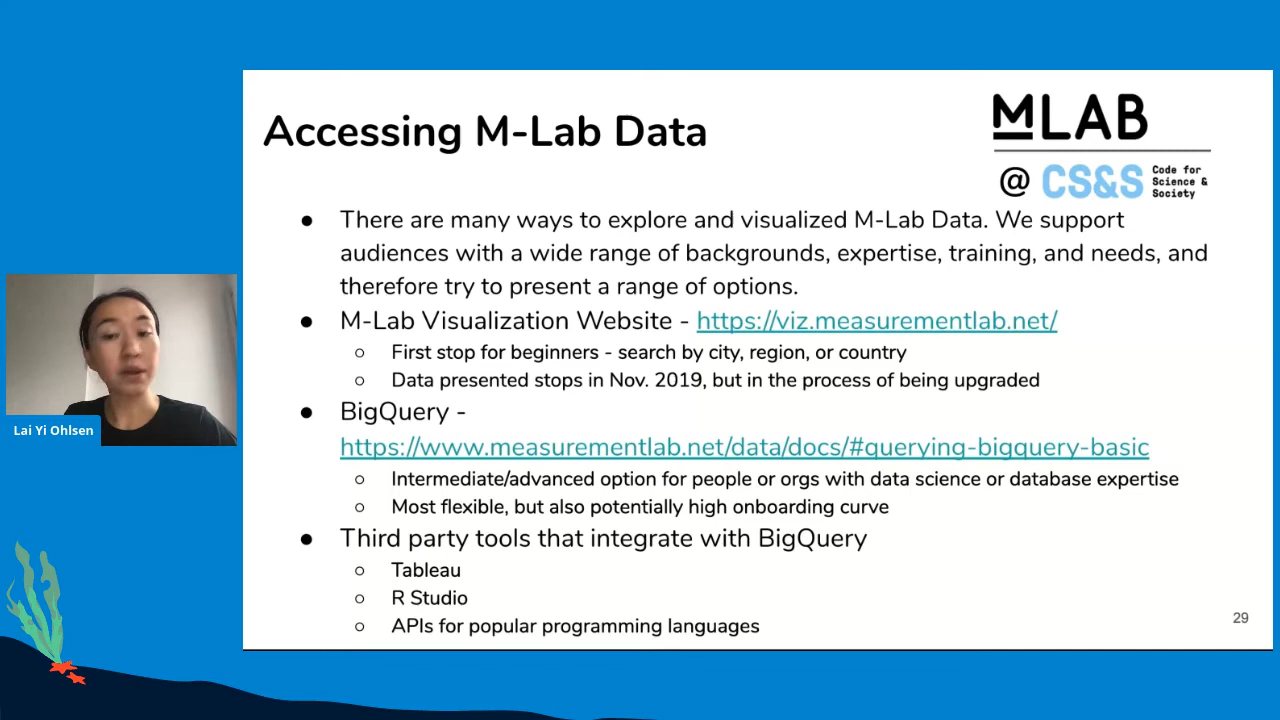 Accessing M-Lab Data
MLAB
@ CS&S Code for
Science &
Society
● There are many ways to explore and visualized M-Lab Data. We support
audiences with a wide range of backgrounds, expertise, training, and needs, and
therefore try to present a range of options.
● M-Lab Visualization Website - https://viz.measurementlab.net/
○ First stop for beginners - search by city, region, or country
○ Data presented stops in Nov. 2019, but in the process of being upgraded
● BigQuery -
https://www.measurementlab.net/data/docs/#querying-bigquery-basic
○ Intermediate/advanced option for people or orgs with data science or database expertise
○ Most flexible, but also potentially high onboarding curve
● Third party tools that integrate with BigQuery
○ Tableau
○ R Studio
○ APIs for popular programming languages
29
Lai Yi Ohlsen